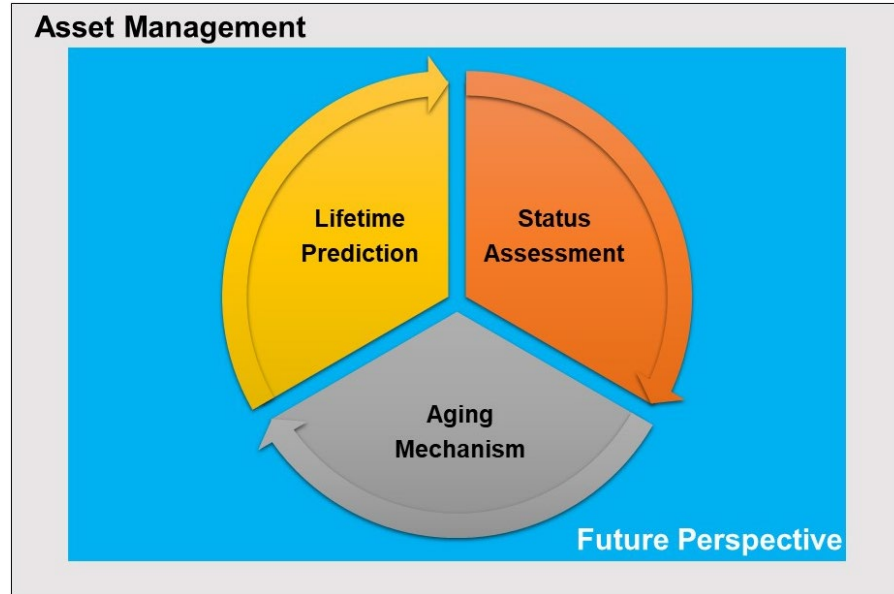 Asset Management
Lifetime
Prediction
Status
Assessment
Aging
Mechanism
Future Perspective